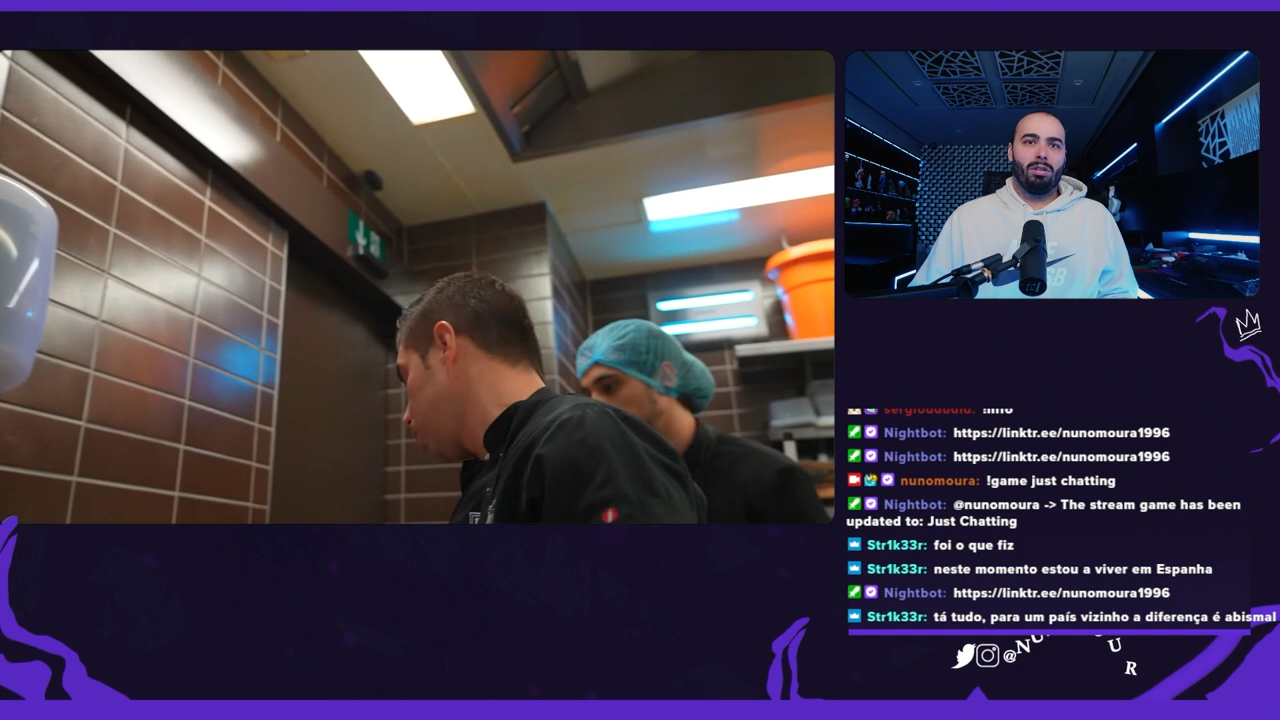 sergioududu: !info
Nightbot: https://linktr.ee/nunomoura1996
Nightbot: https://linktr.ee/nunomoura1996
nunomoura: !game just chatting
Nightbot: @nunomoura -> The stream game has been
updated to: Just Chatting
Str1k33r: foi o que fiz
Str1k33r: neste momento estou a viver em Espanha
Nightbot: https://linktr.ee/nunomoura1996
Str1k33r: tá tudo, para um país vizinho a diferença é abismal